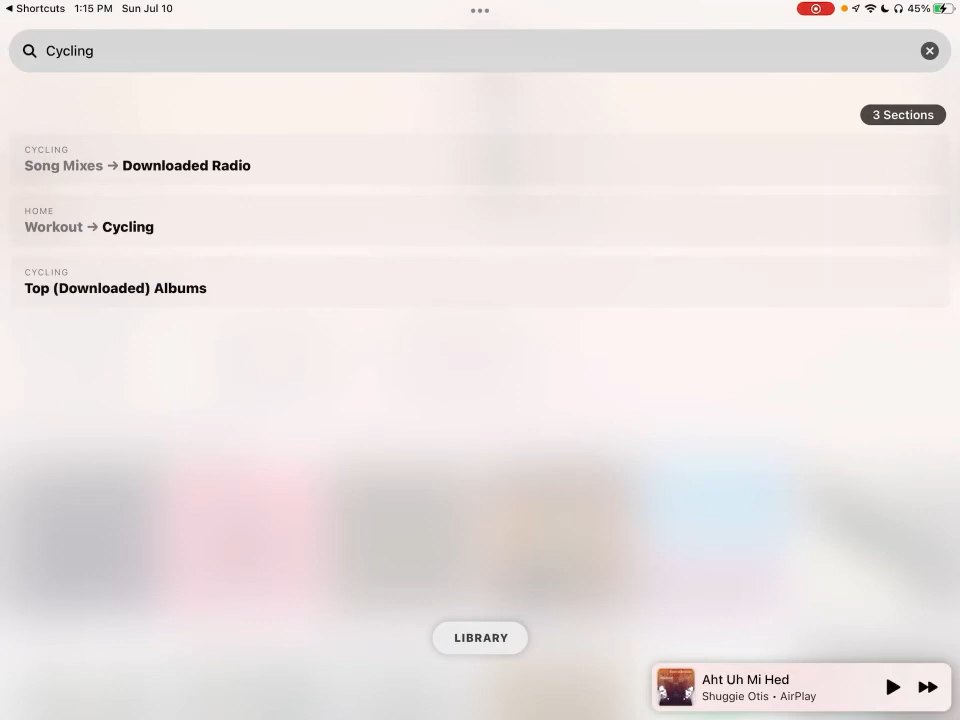 Shortcuts 1:15 PM Sun Jul 10
45%
Cycling
3 Sections
CYCLING
Song Mixes → Downloaded Radio
HOME
Workout → Cycling
CYCLING
Top (Downloaded) Albums
LIBRARY
Aht Uh Mi Hed
Shuggie Otis • AirPlay